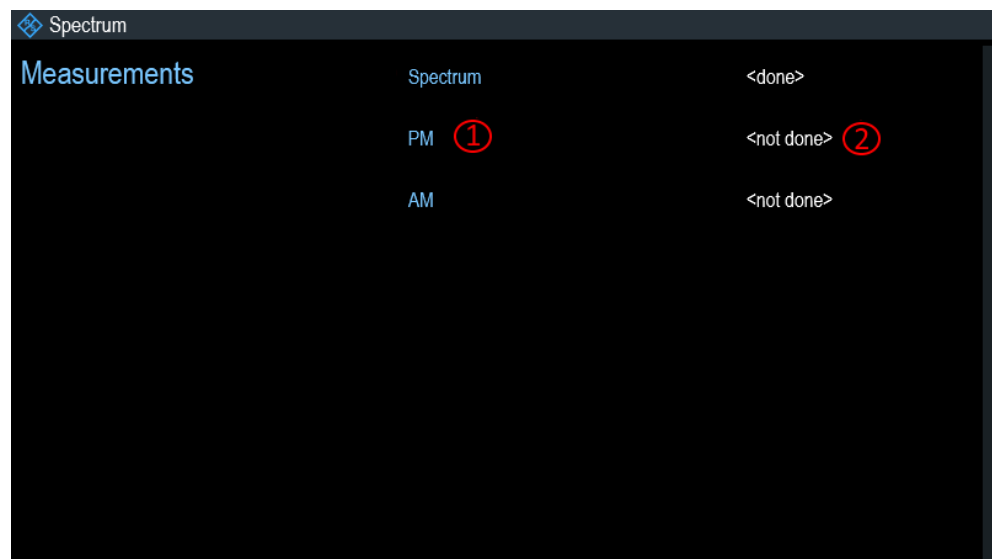 Spectrum
Measurements Spectrum <done>
PM ① <not done> ②
AM <not done>